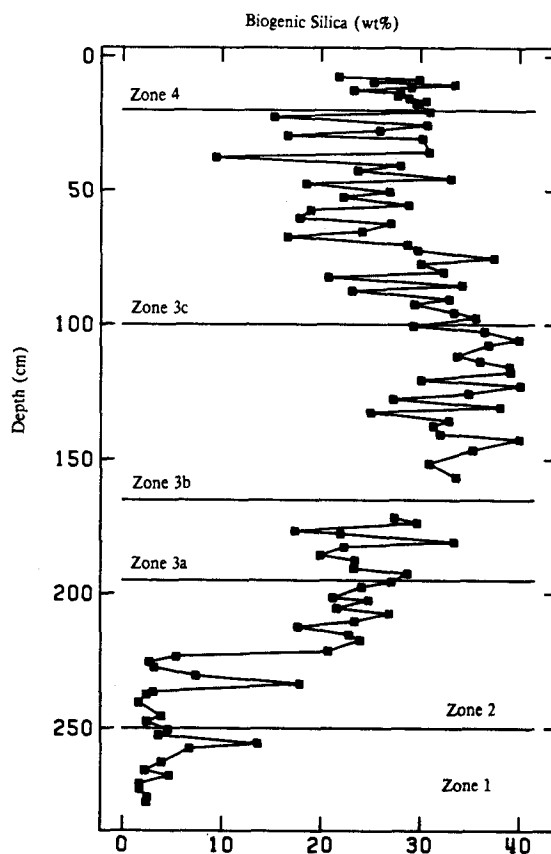 Biogenic Silica (wt%)
0
Zone 4
50
Zone 3c
100
Depth (cm)
150
Zone 3b
Zone 3a
200
Zone 2
250
Zone 1
0 10 20 30 40